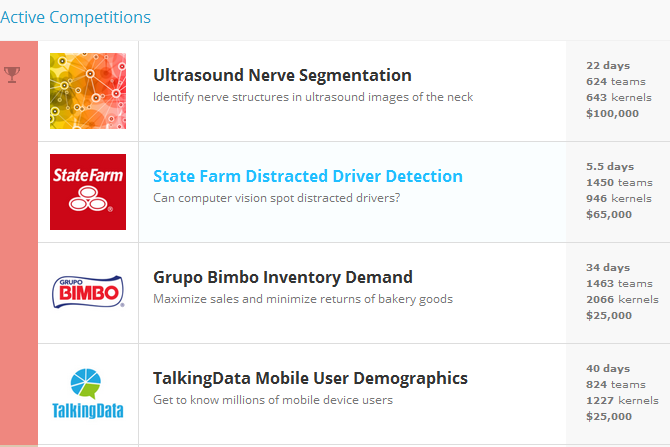 Active Competitions
Ultrasound Nerve Segmentation
Identify nerve structures in ultrasound images of the neck
22 days
624 teams
643 kernels
$100,000
StateFarm
®
State Farm Distracted Driver Detection
Can computer vision spot distracted drivers?
5.5 days
1450 teams
946 kernels
$65,000
GRUPO
BIMBO
Grupo Bimbo Inventory Demand
Maximize sales and minimize returns of bakery goods
34 days
1463 teams
2066 kernels
$25,000
TalkingData
TalkingData Mobile User Demographics
Get to know millions of mobile device users
40 days
824 teams
1227 kernels
$25,000